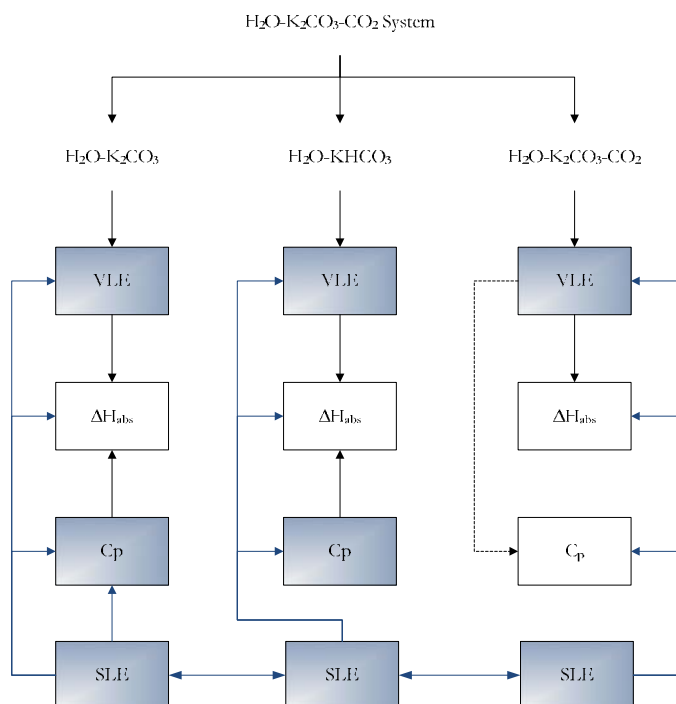 H₂O-K₂CO₃-CO₂ System
H₂O-K₂CO₃ H₂O-KHCO₃ H₂O-K₂CO₃-CO₂
VLE VLE VLE
ΔHabs ΔHabs ΔHabs
Cp Cp Cp
SLE SLE SLE